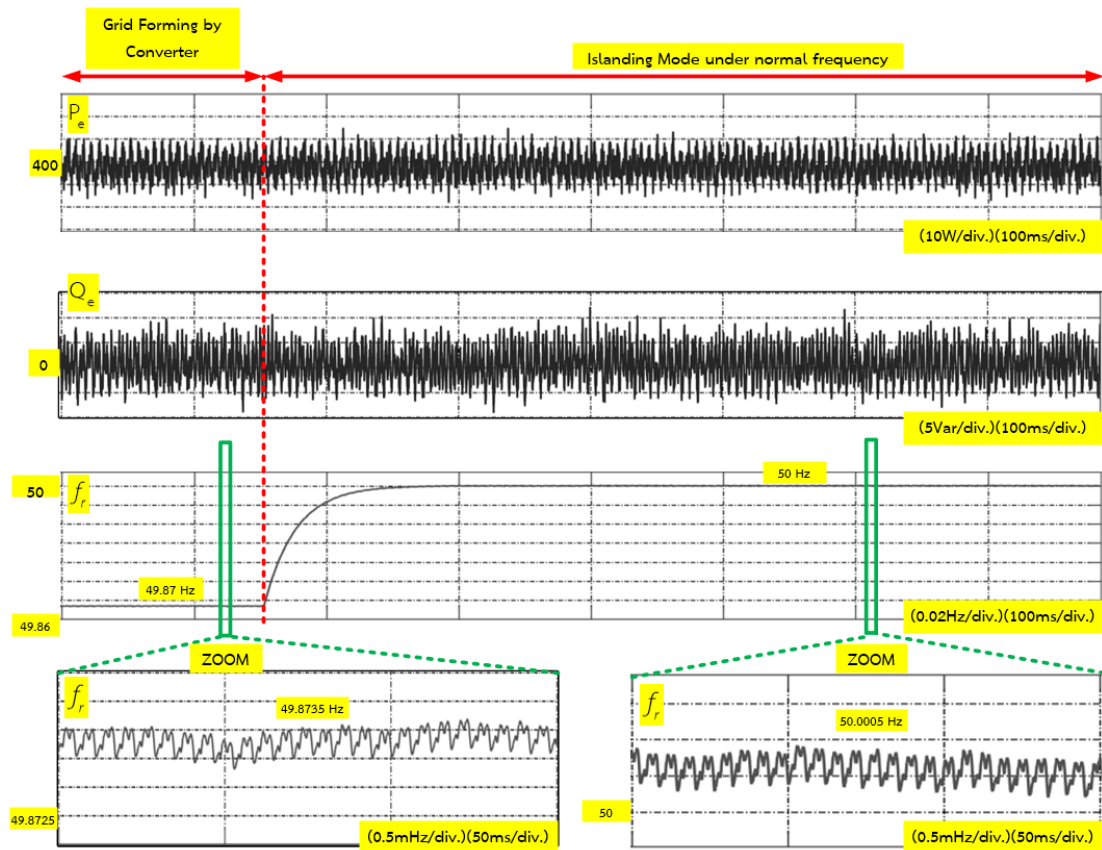 Grid Forming by
Converter
Islanding Mode under normal frequency
Pe
400
(10W/div.)(100ms/div.)
Qe
0
(5Var/div.)(100ms/div.)
50
fr
50 Hz
49.87 Hz
49.86
(0.02Hz/div.)(100ms/div.)
ZOOM
ZOOM
fr
49.8735 Hz
49.8725
(0.5mHz/div.)(50ms/div.)
fr
50.0005 Hz
50
(0.5mHz/div.)(50ms/div.)